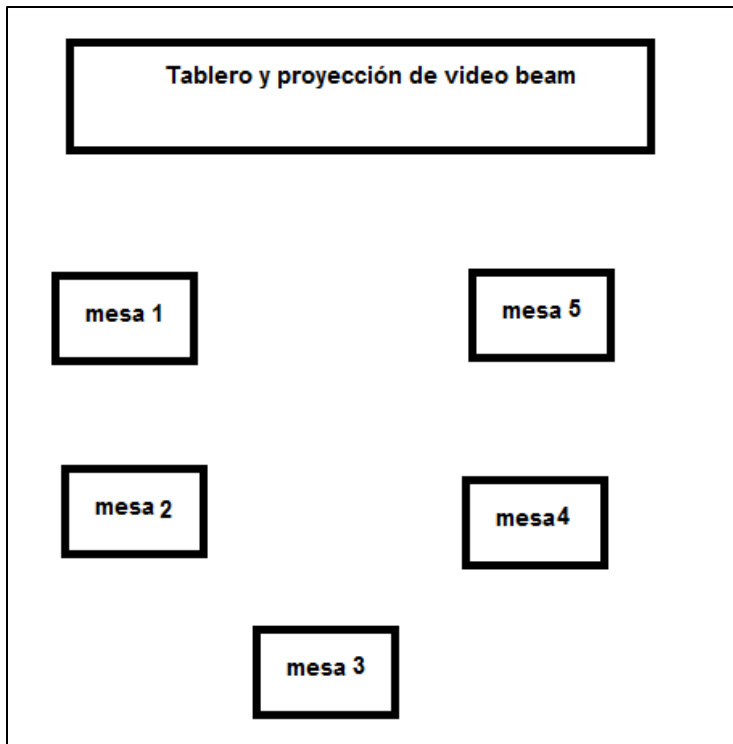 Tablero y proyección de video beam
mesa 1
mesa 5
mesa 2
mesa4
mesa 3